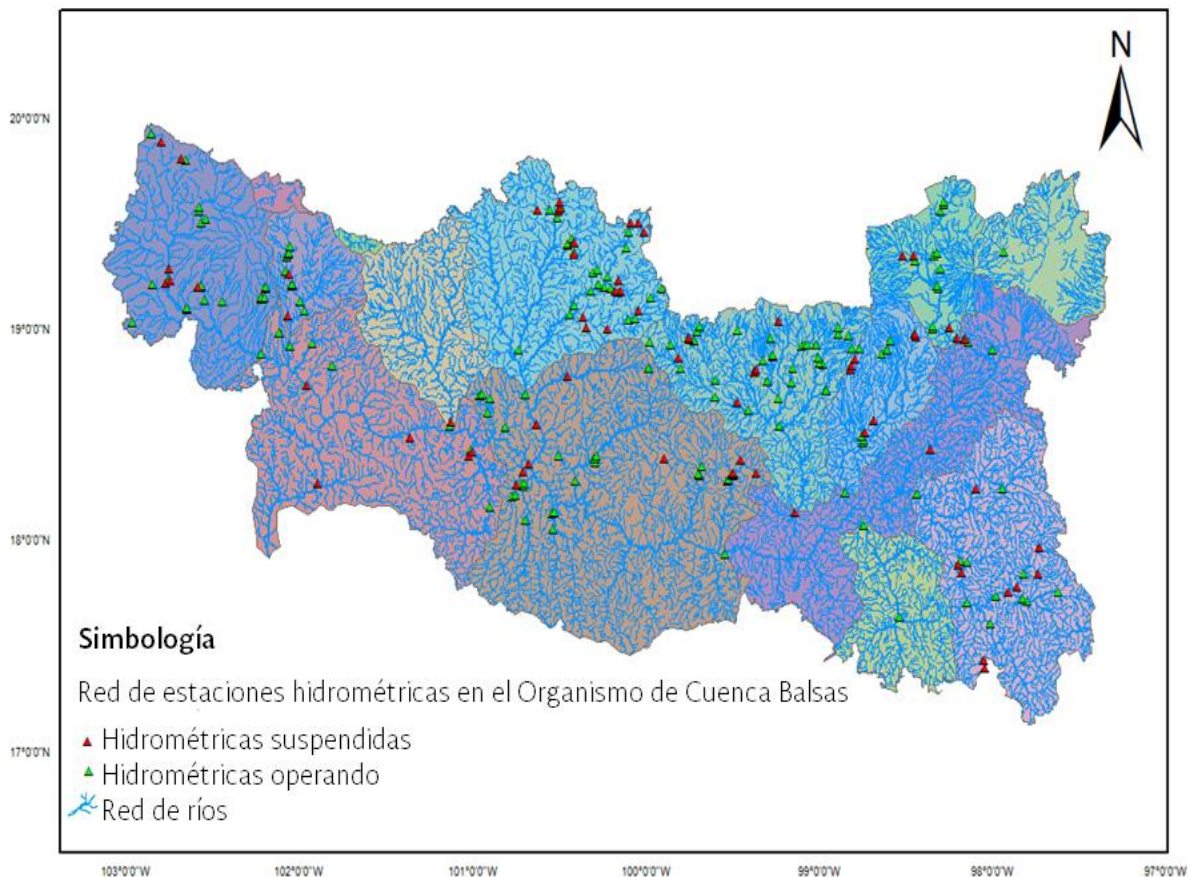 N
20°0'0"N
19°0'0"N
18°0'0"N
17°0'0"N
Simbología
Red de estaciones hidrométricas en el Organismo de Cuenca Balsas
Hidrométricas suspendidas
Hidrométricas operando
Red de ríos
103°0'0"W
102°0'0"W
101°0'0"W
100°0'0"W
99°0'0"W
98°0'0"W
97°0'0"W